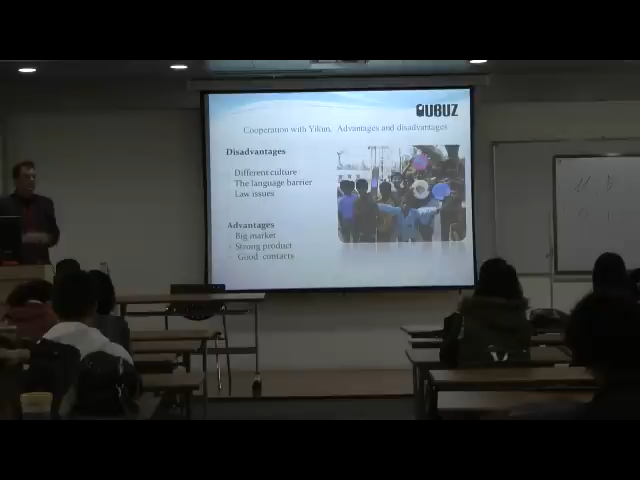 QUBUZ
Cooperation with Yikun. Advantages and disadvantages
Disadvantages
Different culture
The language barrier
Law issues
Advantages
Big market
Strong product
Good contacts